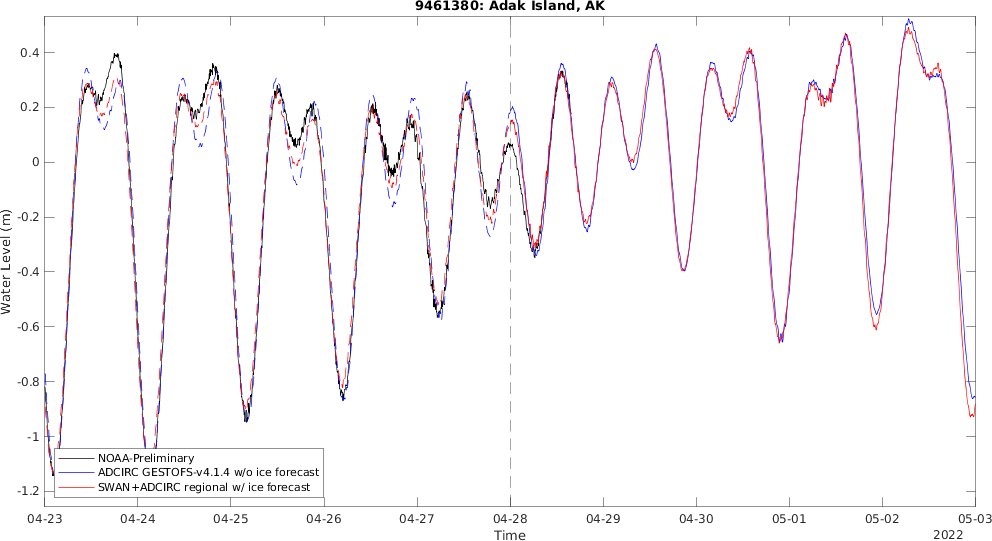 9461380: Adak Island, AK
0.4
0.2
0
-0.2
-0.4
-0.6
-0.8
-1
-1.2
Water Level (m)
NOAA-Preliminary
ADCIRC GESTOFS-v4.1.4 w/o ice forecast
SWAN+ADCIRC regional w/ ice forecast
04-23 04-24 04-25 04-26 04-27 04-28 04-29 04-30 05-01 05-02 05-03
Time
2022